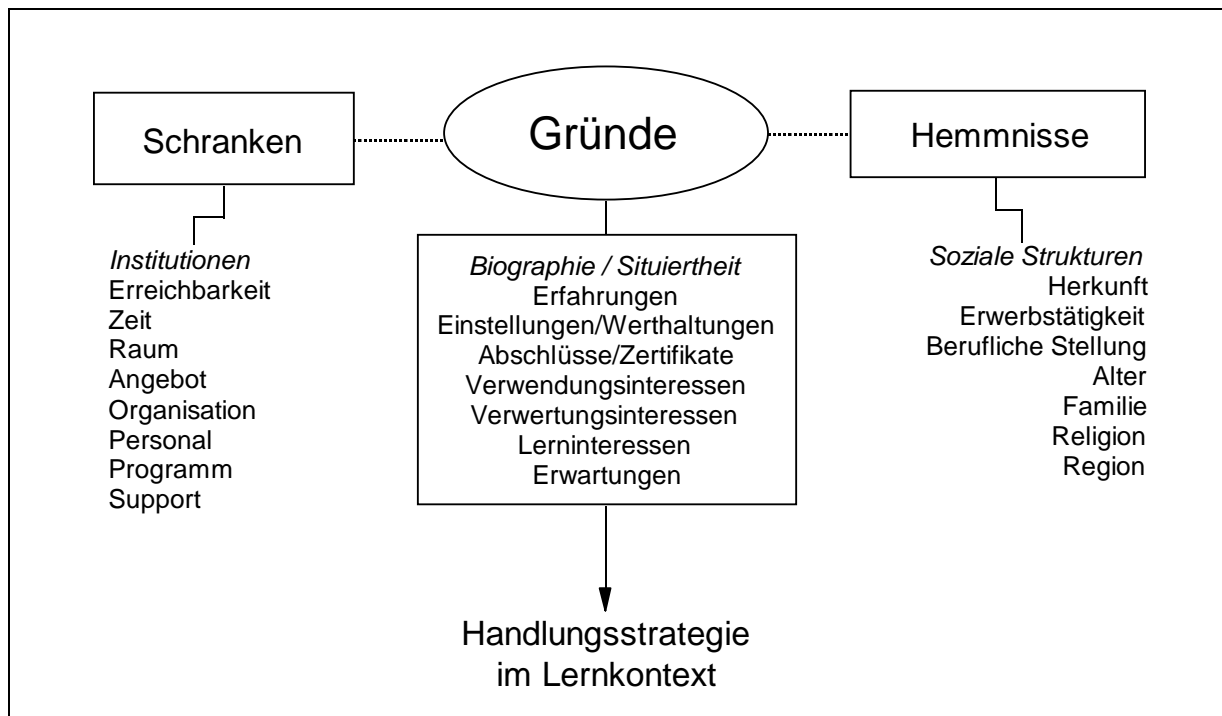 Schranken
Gründe
Hemmnisse
Institutionen
Erreichbarkeit
Zeit
Raum
Angebot
Organisation
Personal
Programm
Support
Biographie / Situiertheit
Erfahrungen
Einstellungen/Werthaltungen
Abschlüsse/Zertifikate
Verwendungsinteressen
Verwertungsinteressen
Lerninteressen
Erwartungen
Soziale Strukturen
Herkunft
Erwerbstätigkeit
Berufliche Stellung
Alter
Familie
Religion
Region
Handlungsstrategie
im Lernkontext